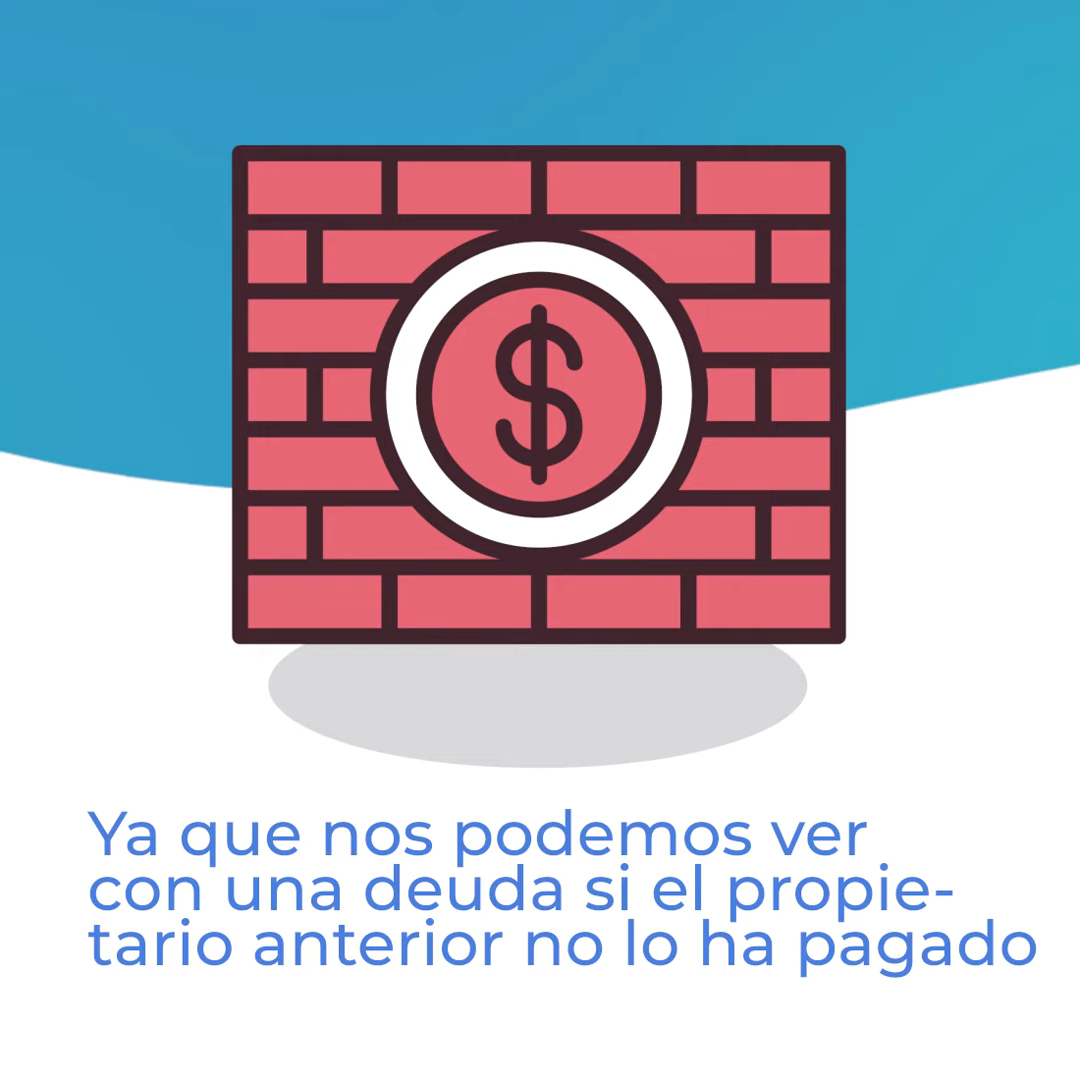 $
Ya que nos podemos ver
con una deuda si el propie-
tario anterior no lo ha pagado